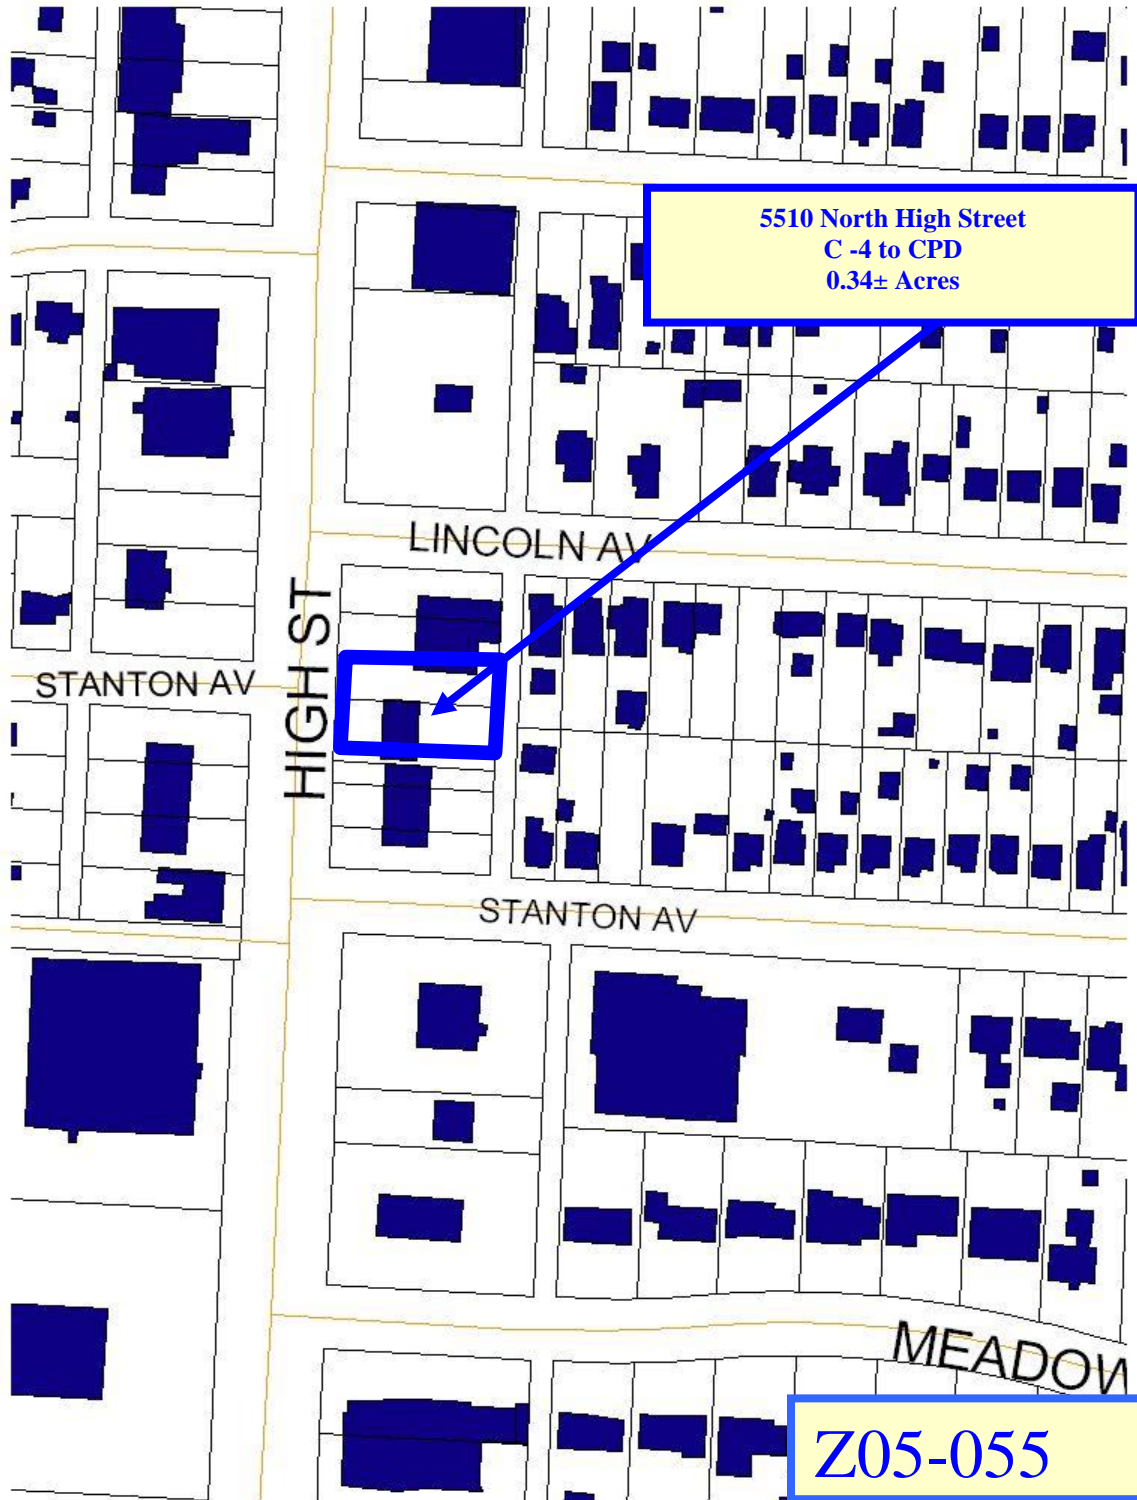 5510 North High Street
C -4 to CPD
0.34± Acres
LINCOLN AV
HIGH ST
STANTON AV
STANTON AV
MEADOW
Z05-055